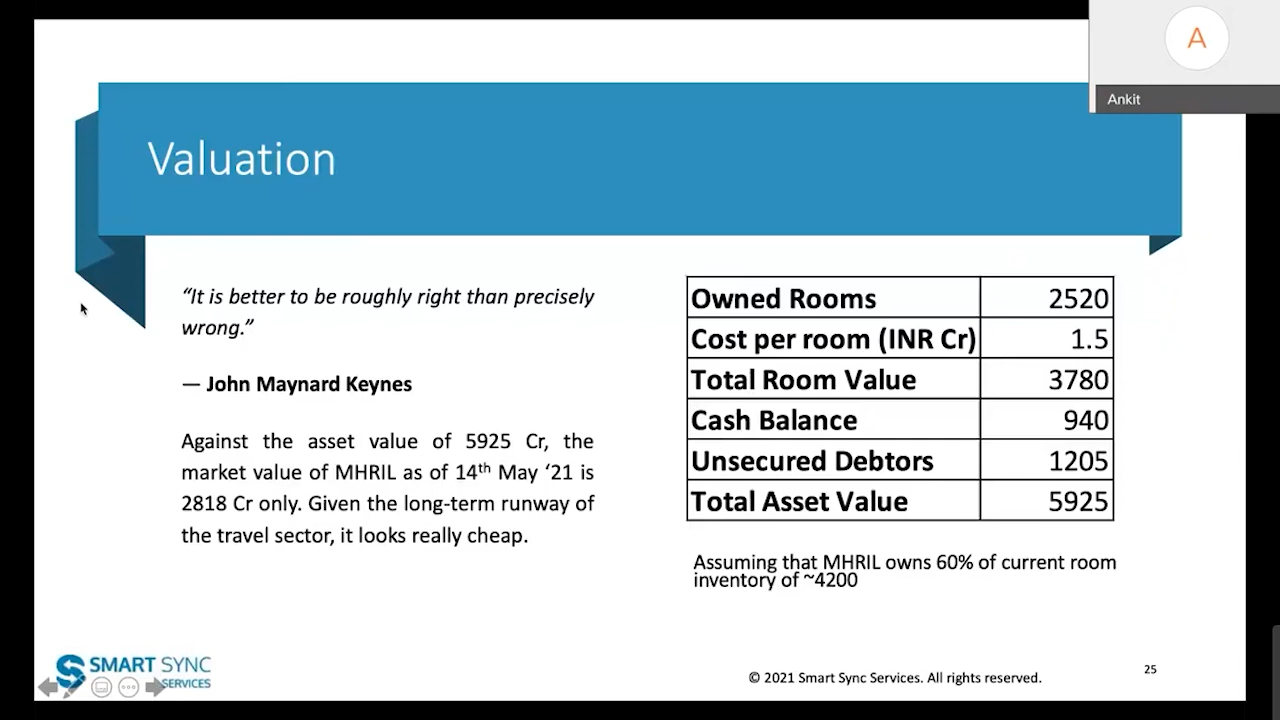 A
Ankit
Valuation
“It is better to be roughly right than precisely
wrong.”
— John Maynard Keynes
Against the asset value of 5925 Cr, the
market value of MHRIL as of 14th May ‘21 is
2818 Cr only. Given the long-term runway of
the travel sector, it looks really cheap.
Owned Rooms 2520
Cost per room (INR Cr) 1.5
Total Room Value 3780
Cash Balance 940
Unsecured Debtors 1205
Total Asset Value 5925
Assuming that MHRIL owns 60% of current room
inventory of ~4200
SMART SYNC
SERVICES
© 2021 Smart Sync Services. All rights reserved.
25